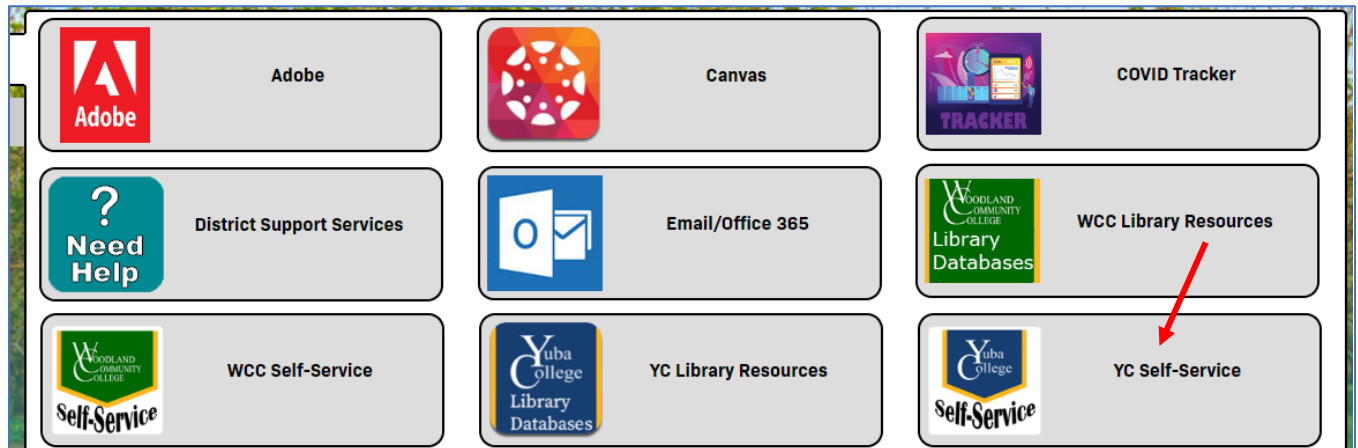 Adobe
Adobe
Canvas
TRACKER
COVID Tracker
?
Need
Help
District Support Services
O
Email/Office 365
WOODLAND
COMMUNITY
COLLEGE
Library
Databases
WCC Library Resources
WOODLAND
COMMUNITY
COLLEGE
Self-Service
WCC Self-Service
Yuba
College
Library
Databases
YC Library Resources
Yuba
College
Self-Service
YC Self-Service